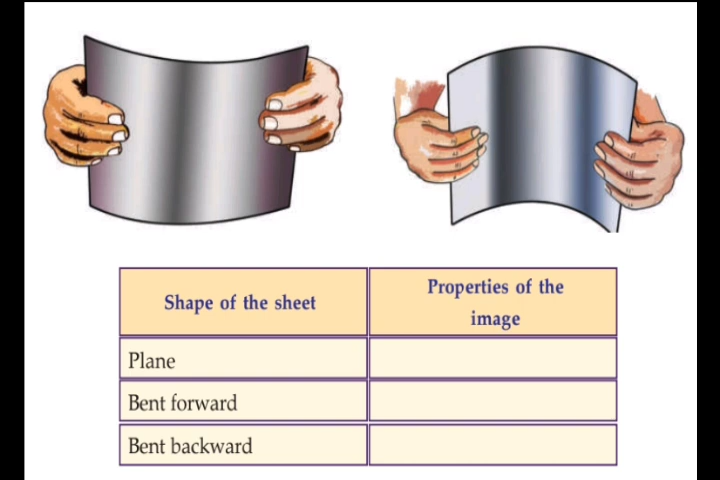 Shape of the sheet
Properties of the
image
Plane
Bent forward
Bent backward